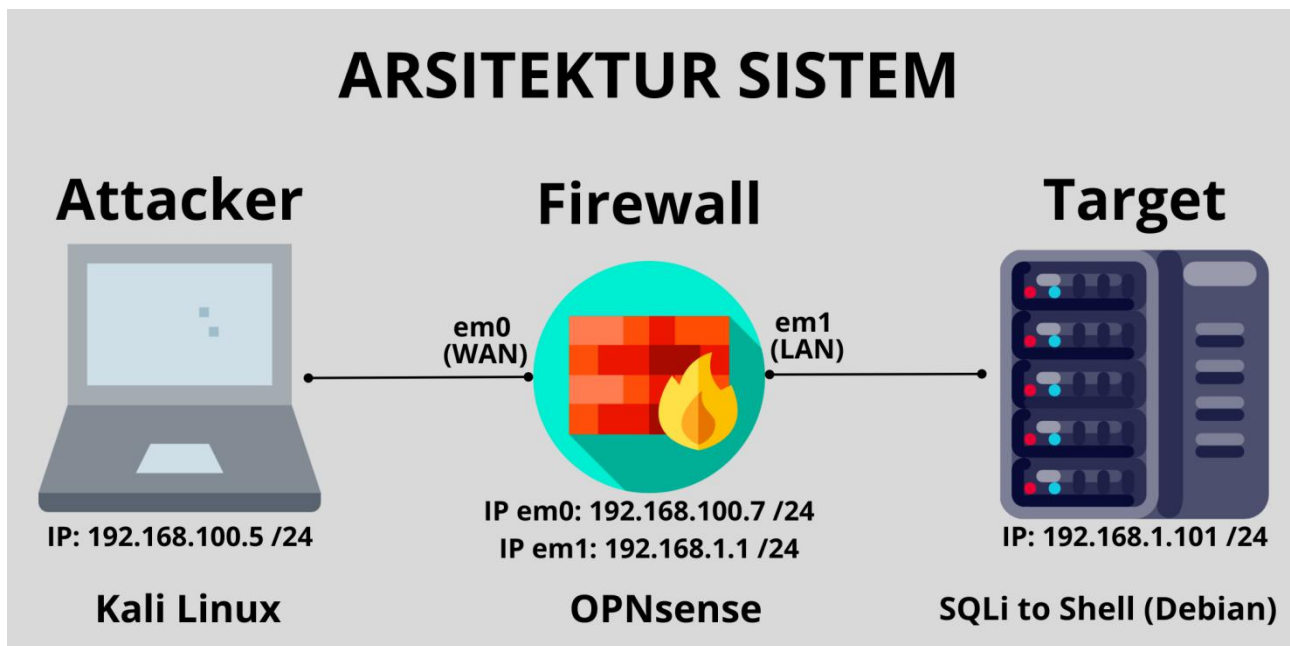 ARSITEKTUR SISTEM
Attacker
Firewall
Target
em0
(WAN)
em1
(LAN)
IP: 192.168.100.5 /24
IP em0: 192.168.100.7 /24
IP em1: 192.168.1.1 /24
IP: 192.168.1.101 /24
Kali Linux
OPNsense
SQLi to Shell (Debian)